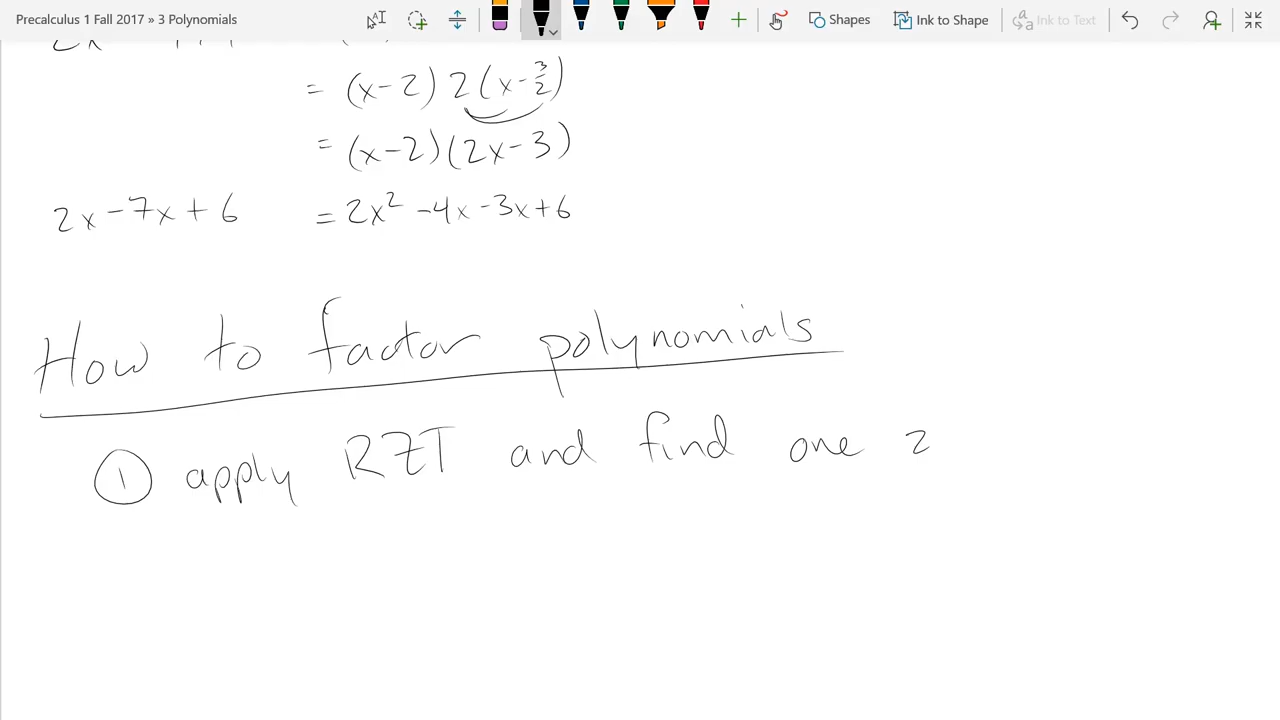 Precalculus 1 Fall 2017 » 3 Polynomials
Shapes Ink to Shape Ink to Text
= (x-2) 2(x-3/2)
= (x-2)(2x-3)
2x-7x+6 = 2x² -4x -3x+6
How to factor polynomials
① apply RZT and find one z